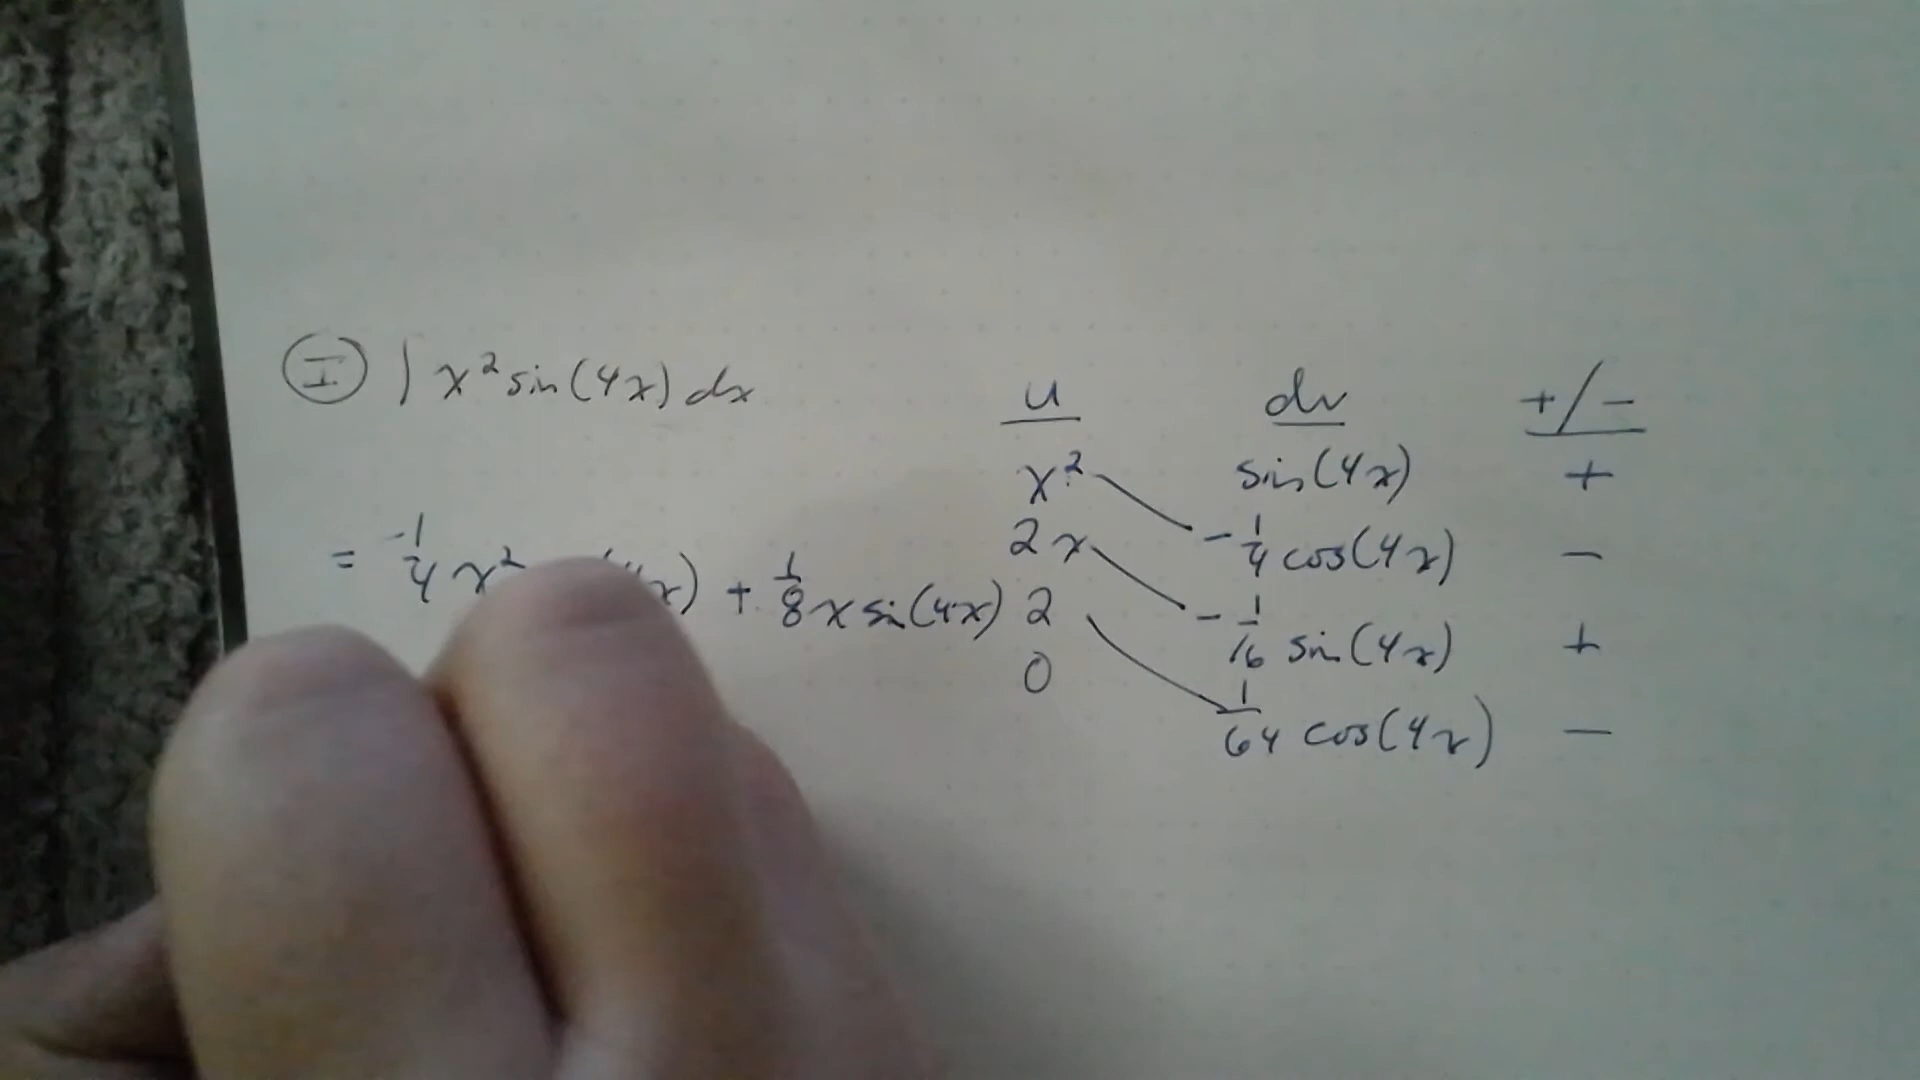 I ∫ x² sin(4x) dx
u dv +/-
x² sin(4x) +
2x -1/4 cos(4x) -
= -1/4 x² x) + 1/8 x sin(4x)
2 -1/16 sin(4x) +
0 1/64 cos(4x) -